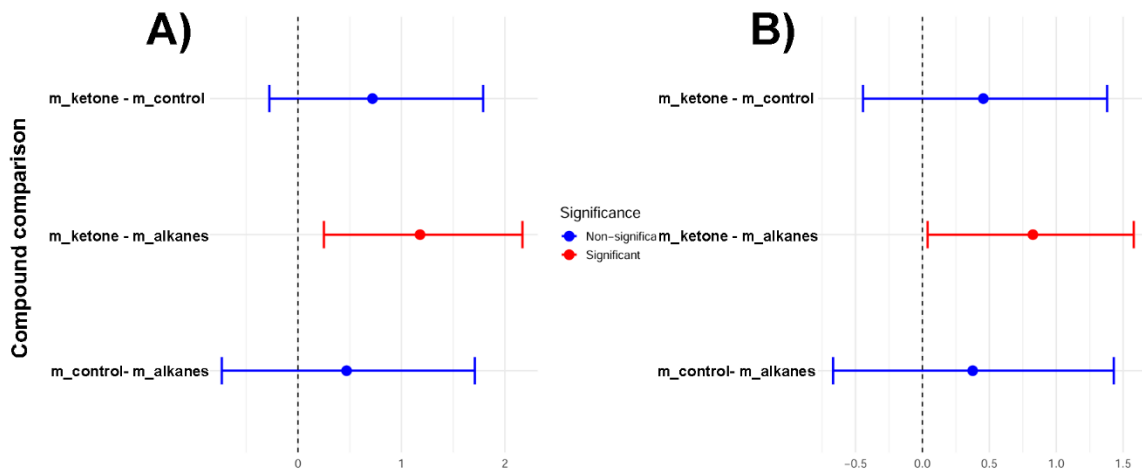 A)
B)
Compound comparison
m_ketone - m_control
m_ketone - m_alkanes
m_control- m_alkanes
0
1
2
Significance
Non-significa
Significant
m_ketone - m_control
m_ketone - m_alkanes
m_control- m_alkanes
−0.5
0.0
0.5
1.0
1.5